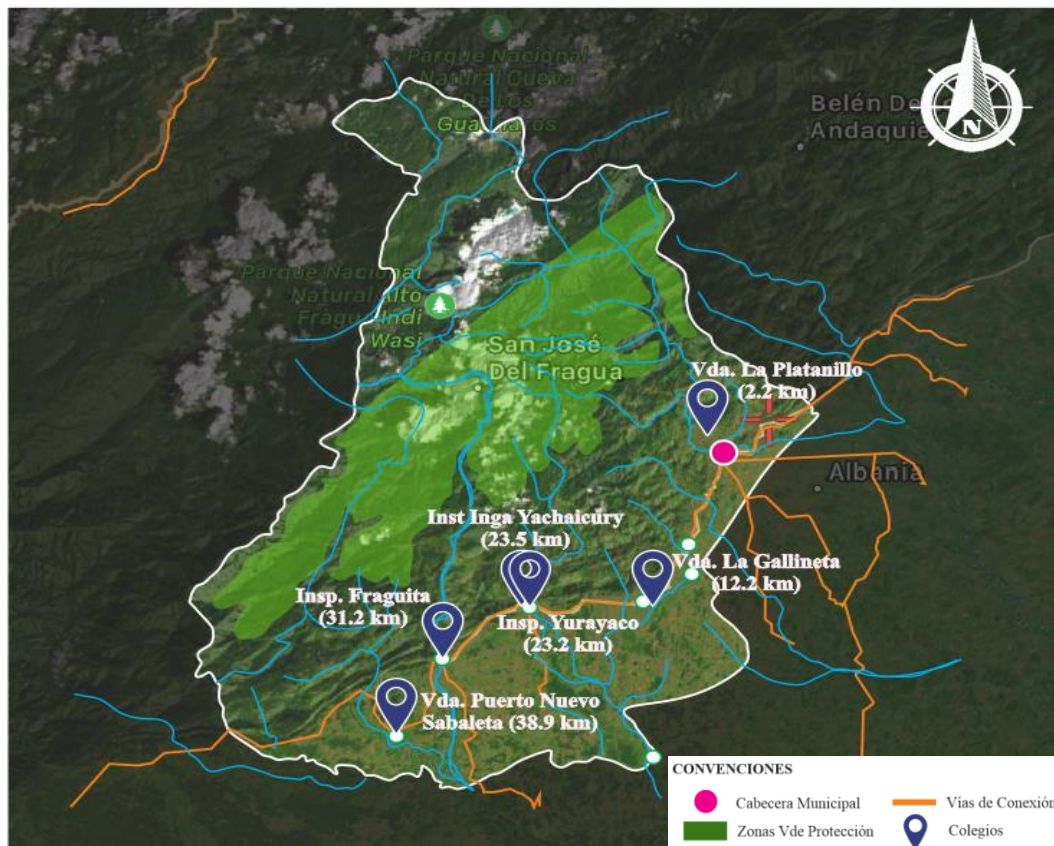 Parque Nacional
Natural Cueva
De Los
Guacharos
Belén De
Andaquie
N
Parque Nacional
Natural Alto
Fragua Indi
Wasi
San José
Del Fragua
Vda. La Platanillo
(2.2 km)
Albania
Inst Inga Yachaicury
(23.5 km)
Vda. La Gallineta
(12.2 km)
Insp. Fraguita
(31.2 km)
Insp. Yurayaco
(23.2 km)
Vda. Puerto Nuevo
Sabaleta (38.9 km)
CONVENCIONES
Cabecera Municipal
Vías de Conexión
Zonas Vde Protección
Colegios